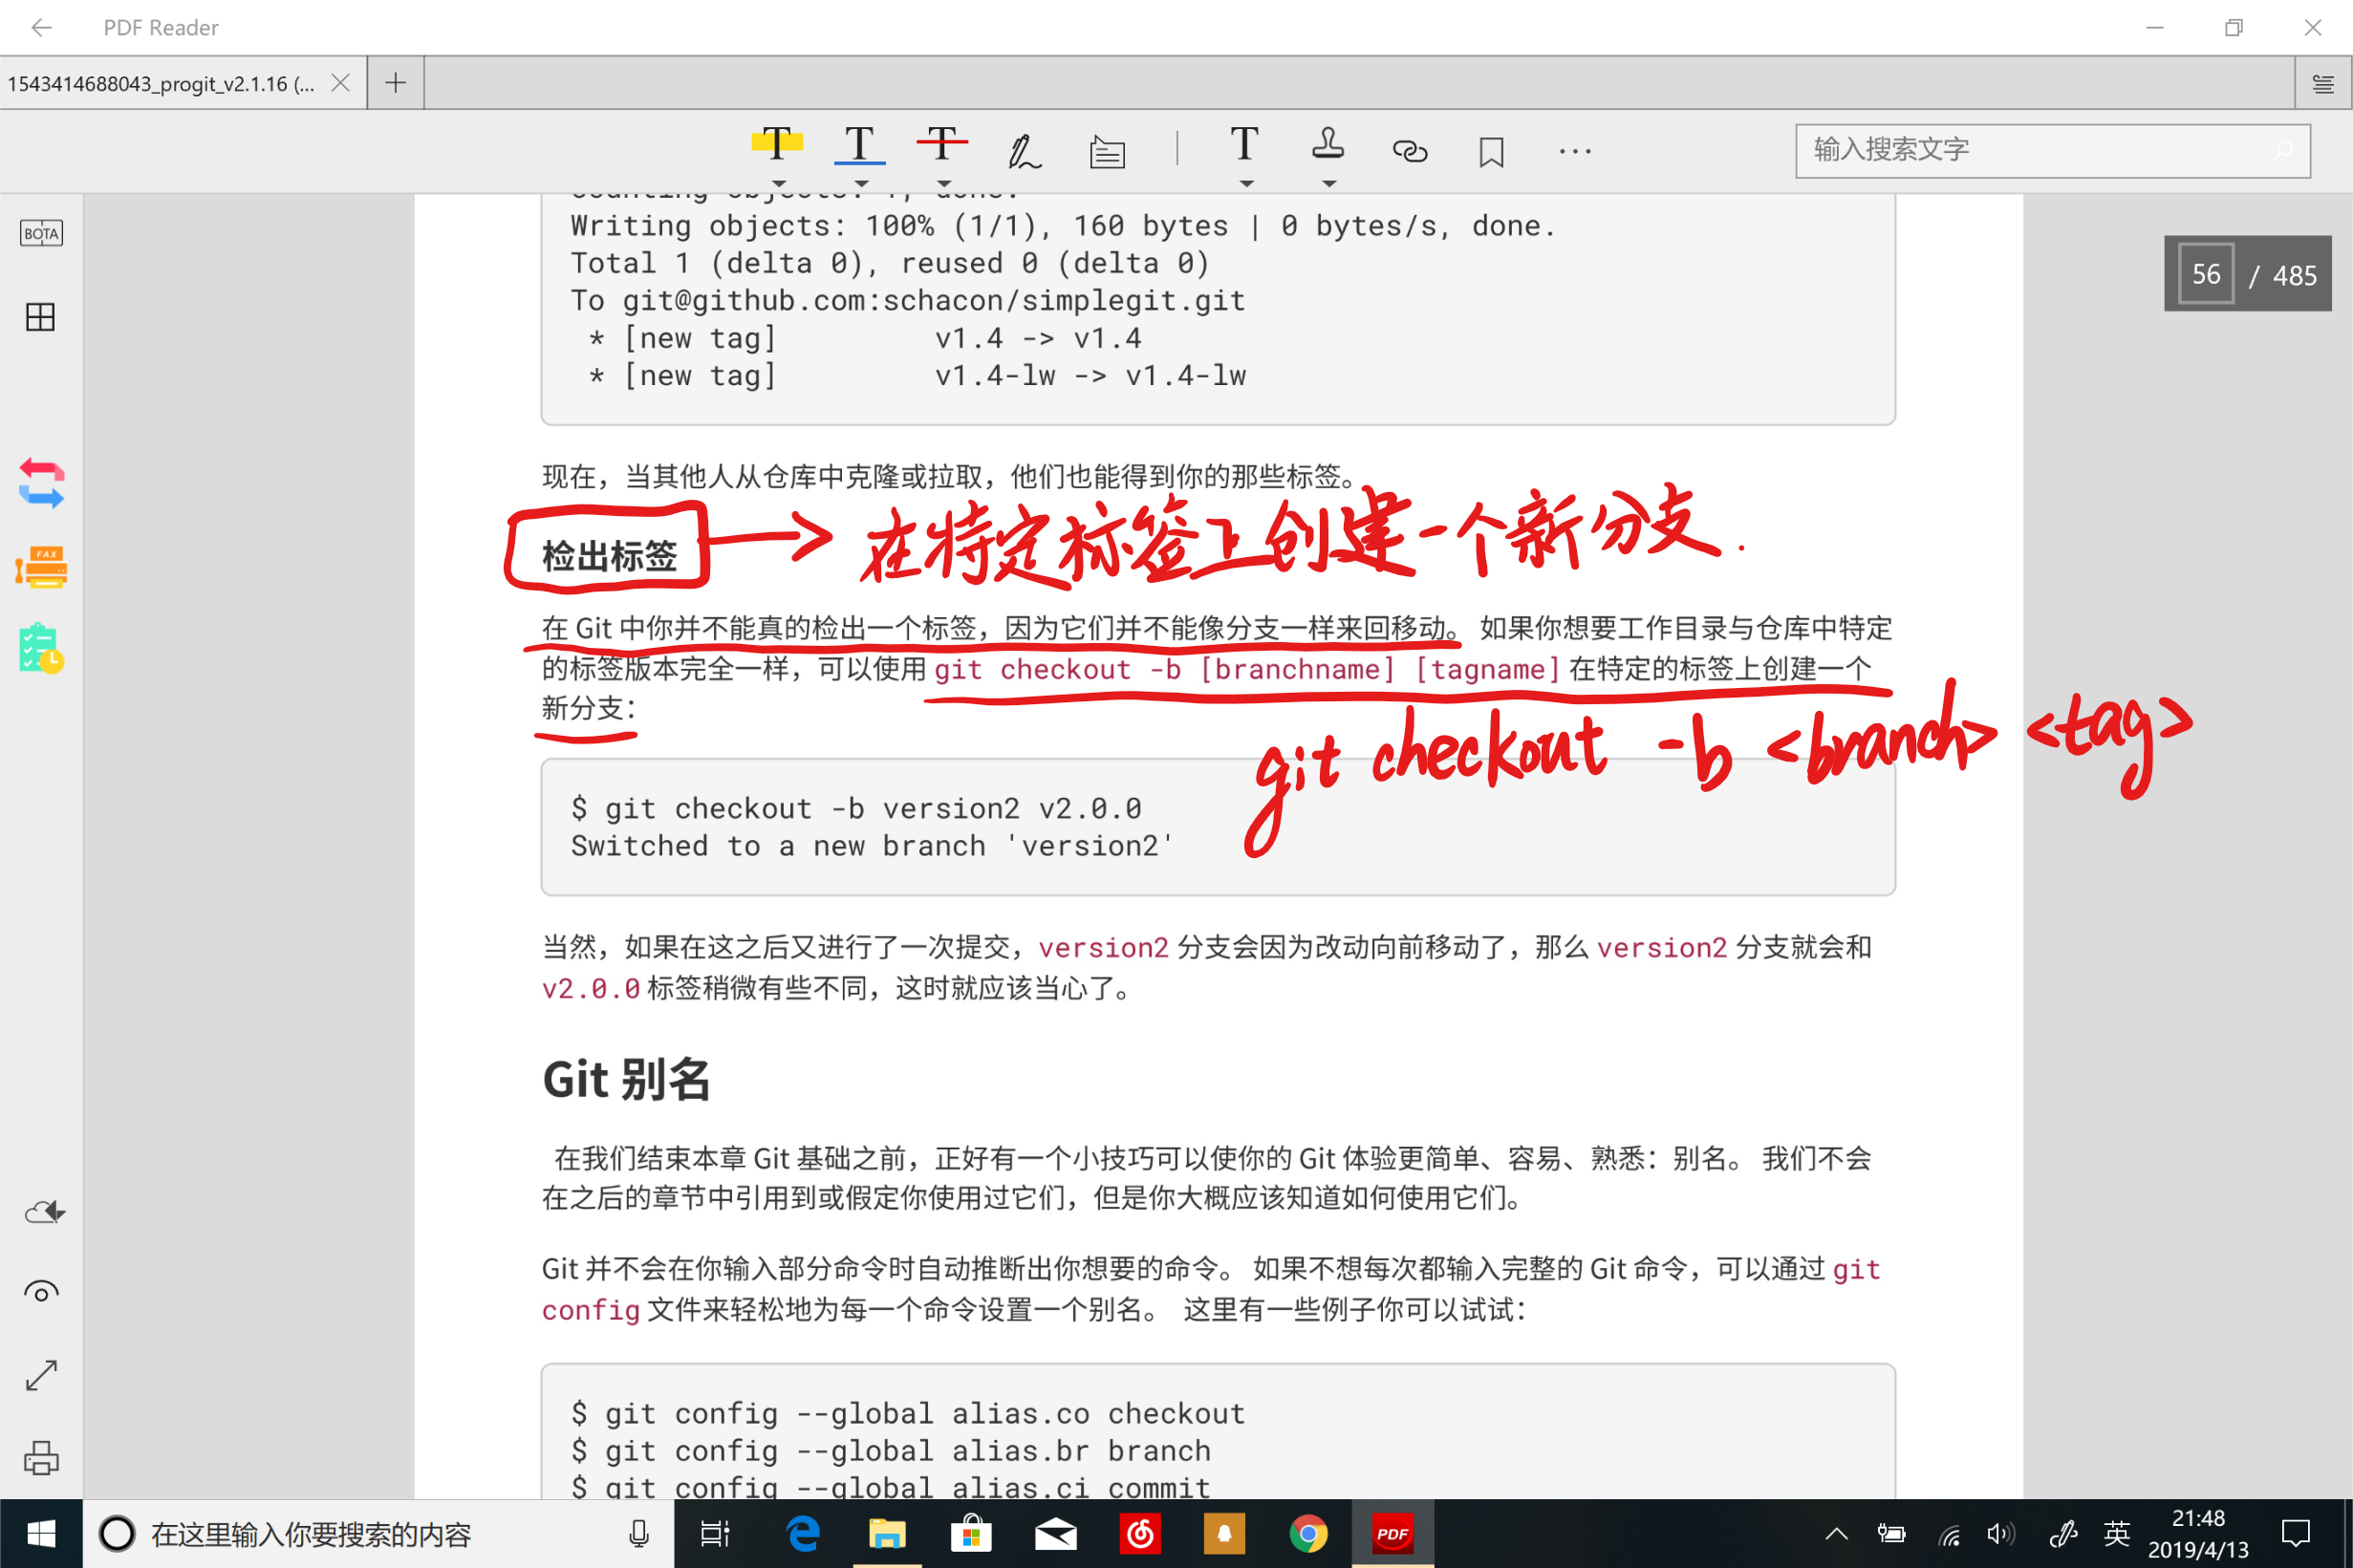 PDF Reader
1543414688043_progit_v2.1.16 (...
输入搜索文字
BOTA
56 / 485
FAX
Counting objects: 1, done.
Writing objects: 100% (1/1), 160 bytes | 0 bytes/s, done.
Total 1 (delta 0), reused 0 (delta 0)
To git@github.com:schacon/simplegit.git
* [new tag] v1.4 -> v1.4
* [new tag] v1.4-lw -> v1.4-lw
现在，当其他人从仓库中克隆或拉取，他们也能得到你的那些标签。
检出标签
在特定标签上创建一个新分支.
在 Git 中你并不能真的检出一个标签，因为它们并不能像分支一样来回移动。 如果你想要工作目录与仓库中特定
的标签版本完全一样，可以使用 git checkout -b [branchname] [tagname] 在特定的标签上创建一个
新分支：
git checkout -b <branch> <tag>
$ git checkout -b version2 v2.0.0
Switched to a new branch 'version2'
当然，如果在这之后又进行了一次提交，version2 分支会因为改动向前移动了，那么 version2 分支就会和
v2.0.0 标签稍微有些不同，这时就应该当心了。
Git 别名
在我们结束本章 Git 基础之前，正好有一个小技巧可以使你的 Git 体验更简单、容易、熟悉：别名。 我们不会
在之后的章节中引用到或假定你使用过它们，但是你大概应该知道如何使用它们。
Git 并不会在你输入部分命令时自动推断出你想要的命令。 如果不想每次都输入完整的 Git 命令，可以通过 git
config 文件来轻松地为每一个命令设置一个别名。 这里有一些例子你可以试试：
$ git config --global alias.co checkout
$ git config --global alias.br branch
$ git config --global alias.ci commit
在这里输入你要搜索的内容
PDF
英
21:48
2019/4/13